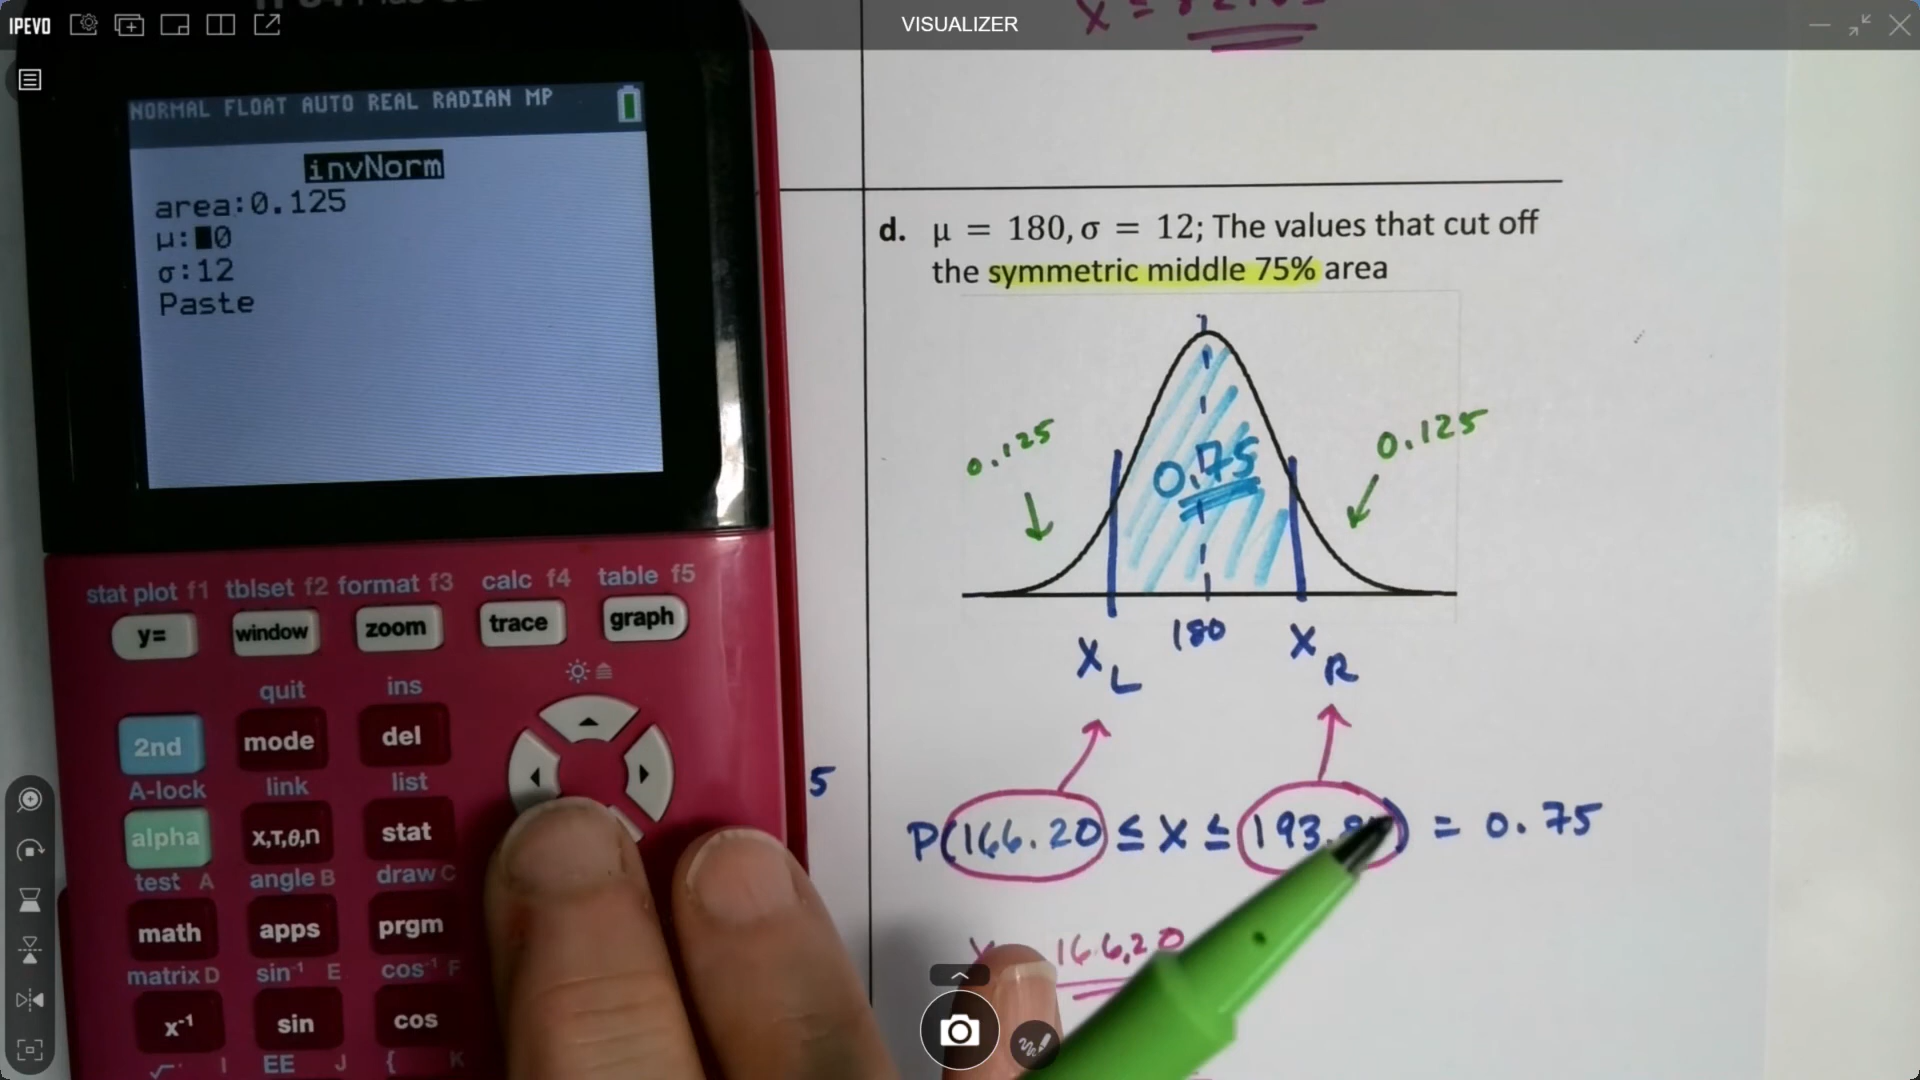 IPEVO
VISUALIZER
NORMAL FLOAT AUTO REAL RADIAN MP
invNorm
area:0.125
μ: 0
σ:12
Paste
stat plot f1 tblset f2 format f3 calc f4 table f5
y= window zoom trace graph
quit ins
2nd mode del
A-lock link list
alpha X,T,θ,n stat
test A angle B draw C
math apps prgm
matrix D sin⁻¹ E cos⁻¹ F
x⁻¹ sin cos
√ I EE J { K
d. μ = 180, σ = 12; The values that cut off
the symmetric middle 75% area
0.125
0.125
0.75
X_L 180 X_R
5
P(166.20 ≤ X ≤ 193. ) = 0.75
166.20